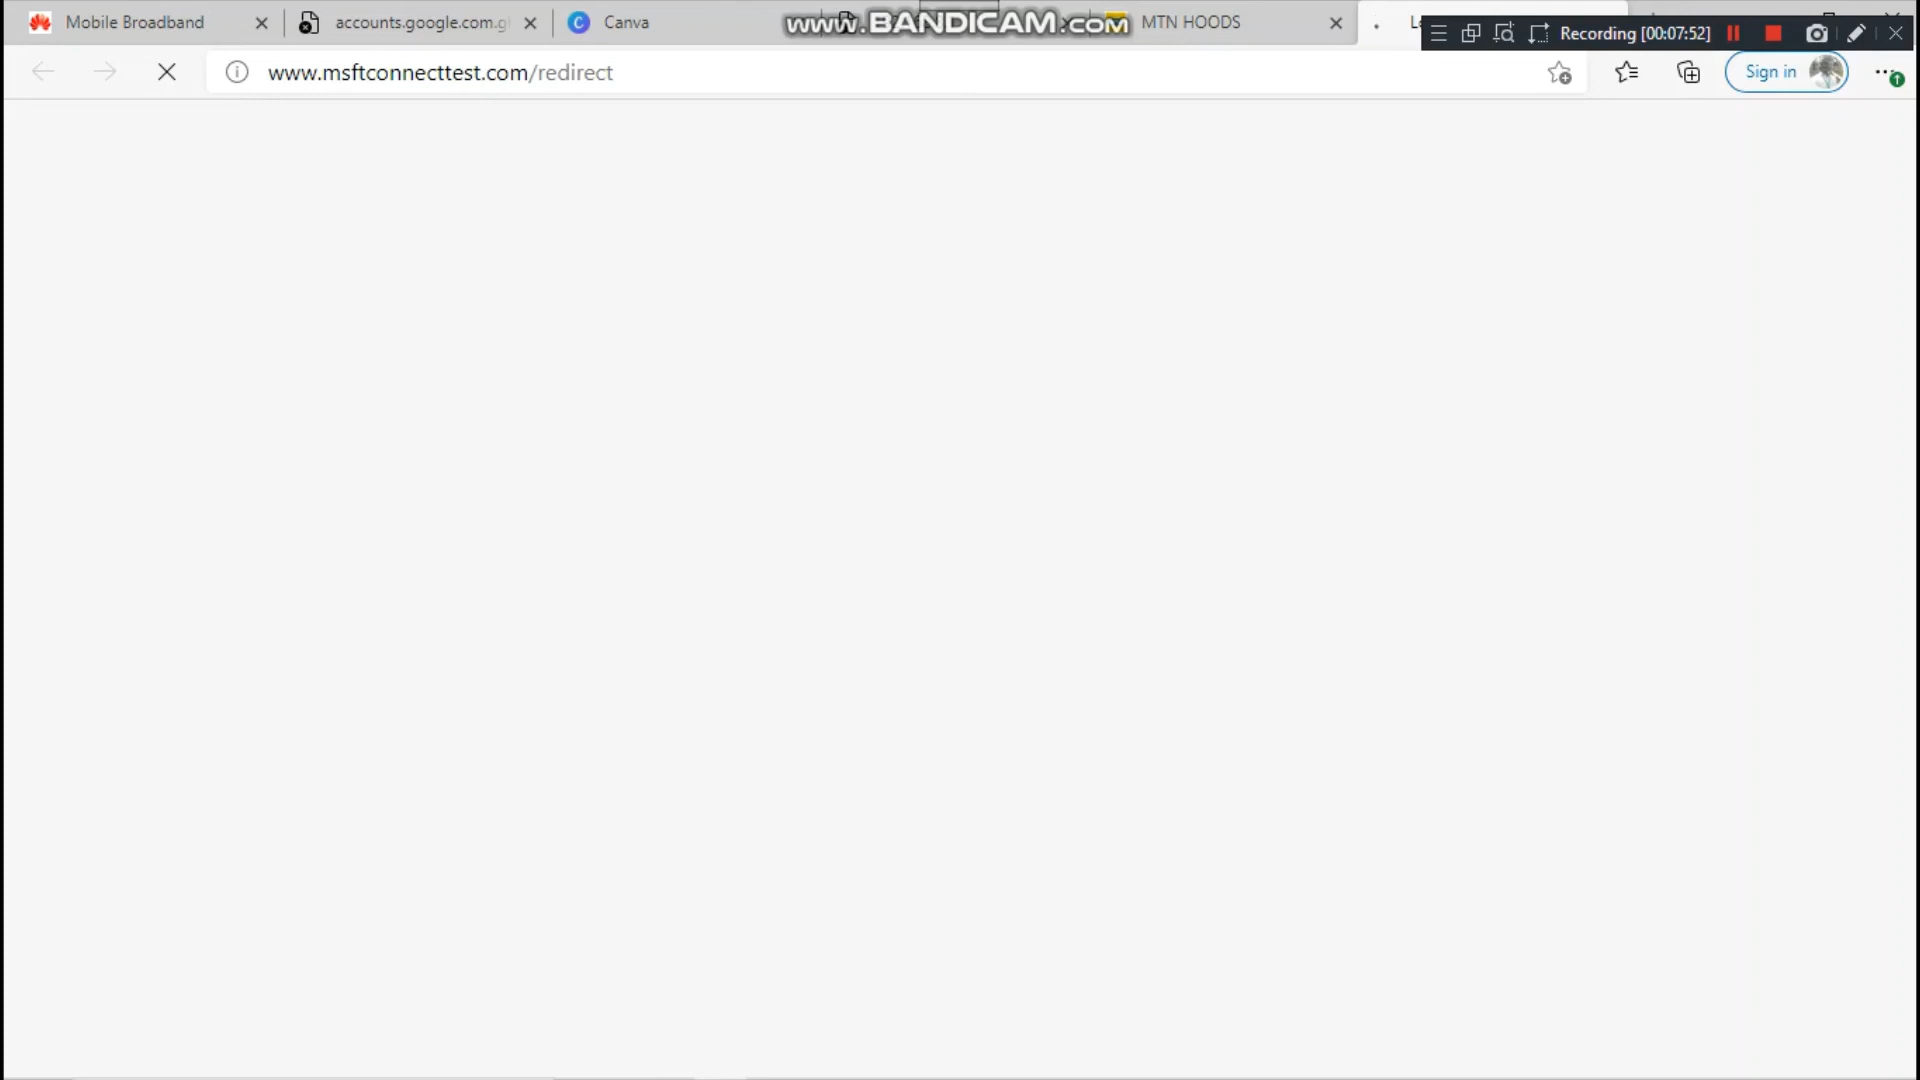 Mobile Broadband
accounts.google.com.g
Canva
www.BANDICAM.com
MTN HOODS
Recording [00:07:52]
www.msftconnecttest.com/redirect
Sign in